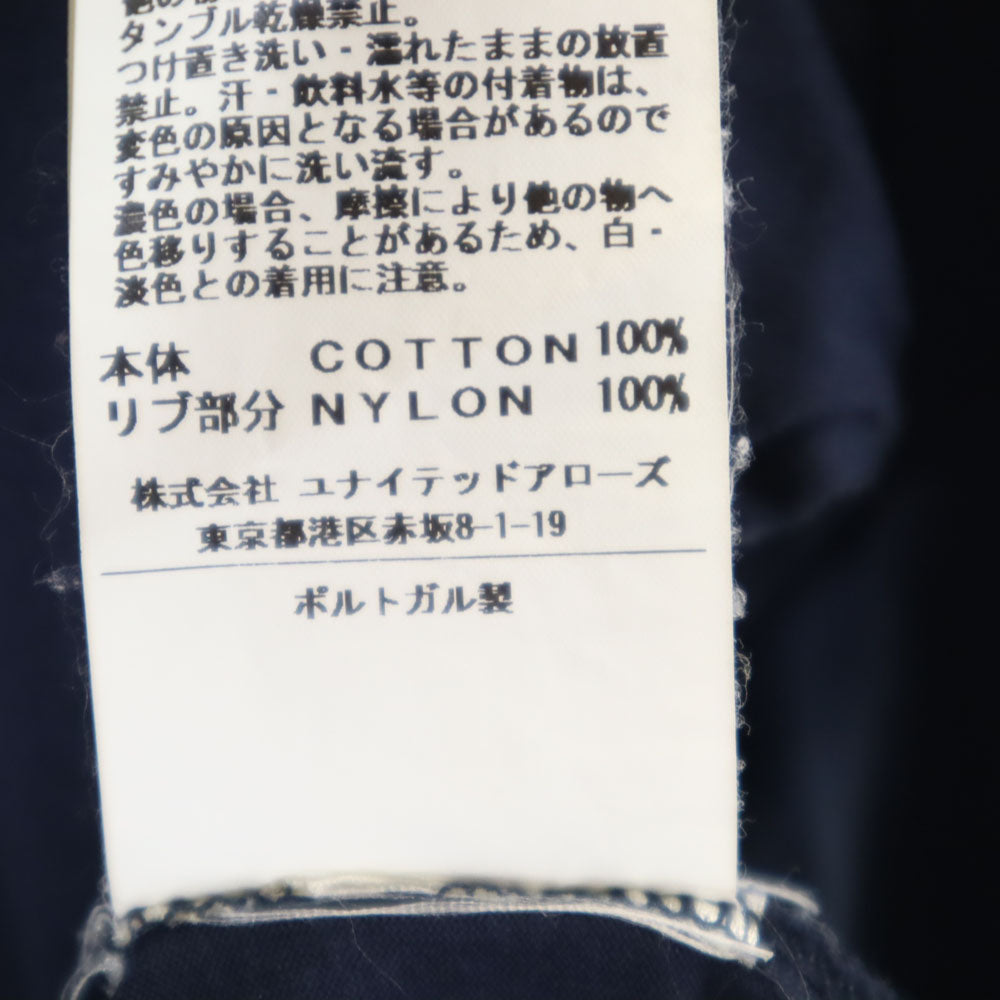 タンブル乾燥禁止。
つけ置き洗い・濡れたままの放置
禁止。汗・飲料水等の付着物は、
変色の原因となる場合があるので
すみやかに洗い流す。
濃色の場合、摩擦により他の物へ
色移りすることがあるため、白・
淡色との着用に注意。
本体 COTTON 100%
リブ部分 NYLON 100%
株式会社 ユナイテッドアローズ
東京都港区赤坂8-1-19
ポルトガル製